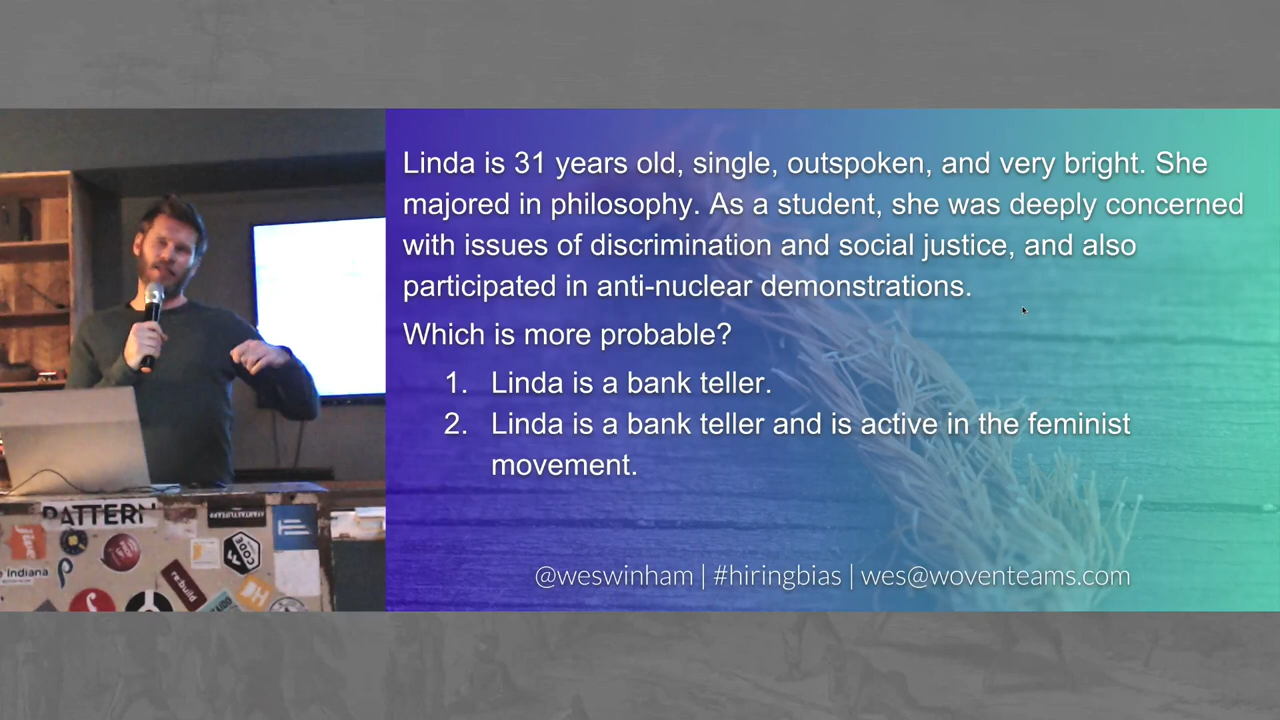 Linda is 31 years old, single, outspoken, and very bright. She
majored in philosophy. As a student, she was deeply concerned
with issues of discrimination and social justice, and also
participated in anti-nuclear demonstrations.
Which is more probable?
1. Linda is a bank teller.
2. Linda is a bank teller and is active in the feminist
movement.
@weswinham | #hiringbias | wes@woventeams.com
PATTERN
CODE
Indiana
re:build